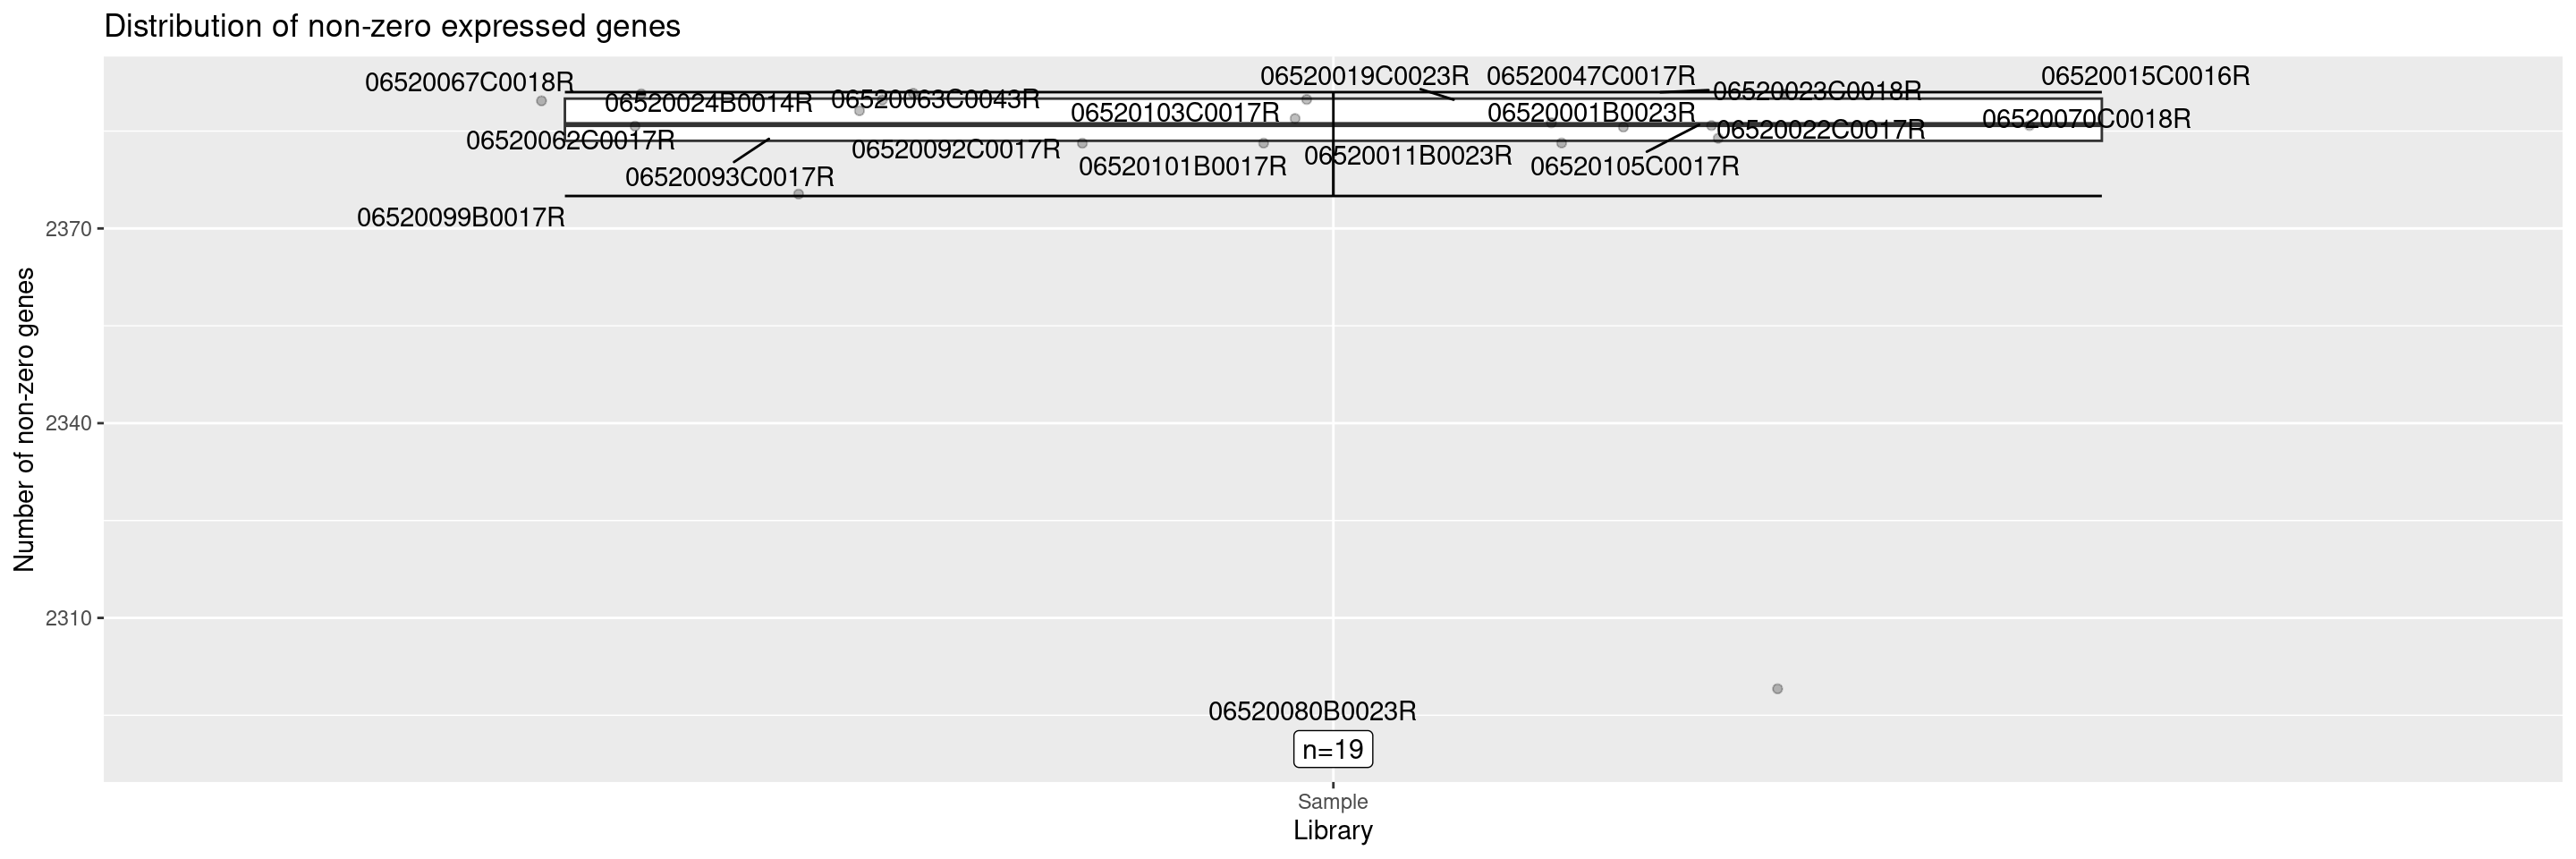 Distribution of non-zero expressed genes
06520067C0018R
06520019C0023R
06520047C0017R
06520015C0016R
06520023C0018R
06520024B0014R
06520063C0043R
06520103C0017R
06520001B0023R
06520070C0018R
06520022C0017R
06520062C0017R
06520092C0017R
06520011B0023R
06520101B0017R
06520105C0017R
06520093C0017R
06520099B0017R
2370
2340
2310
Number of non-zero genes
06520080B0023R
n=19
Sample
Library